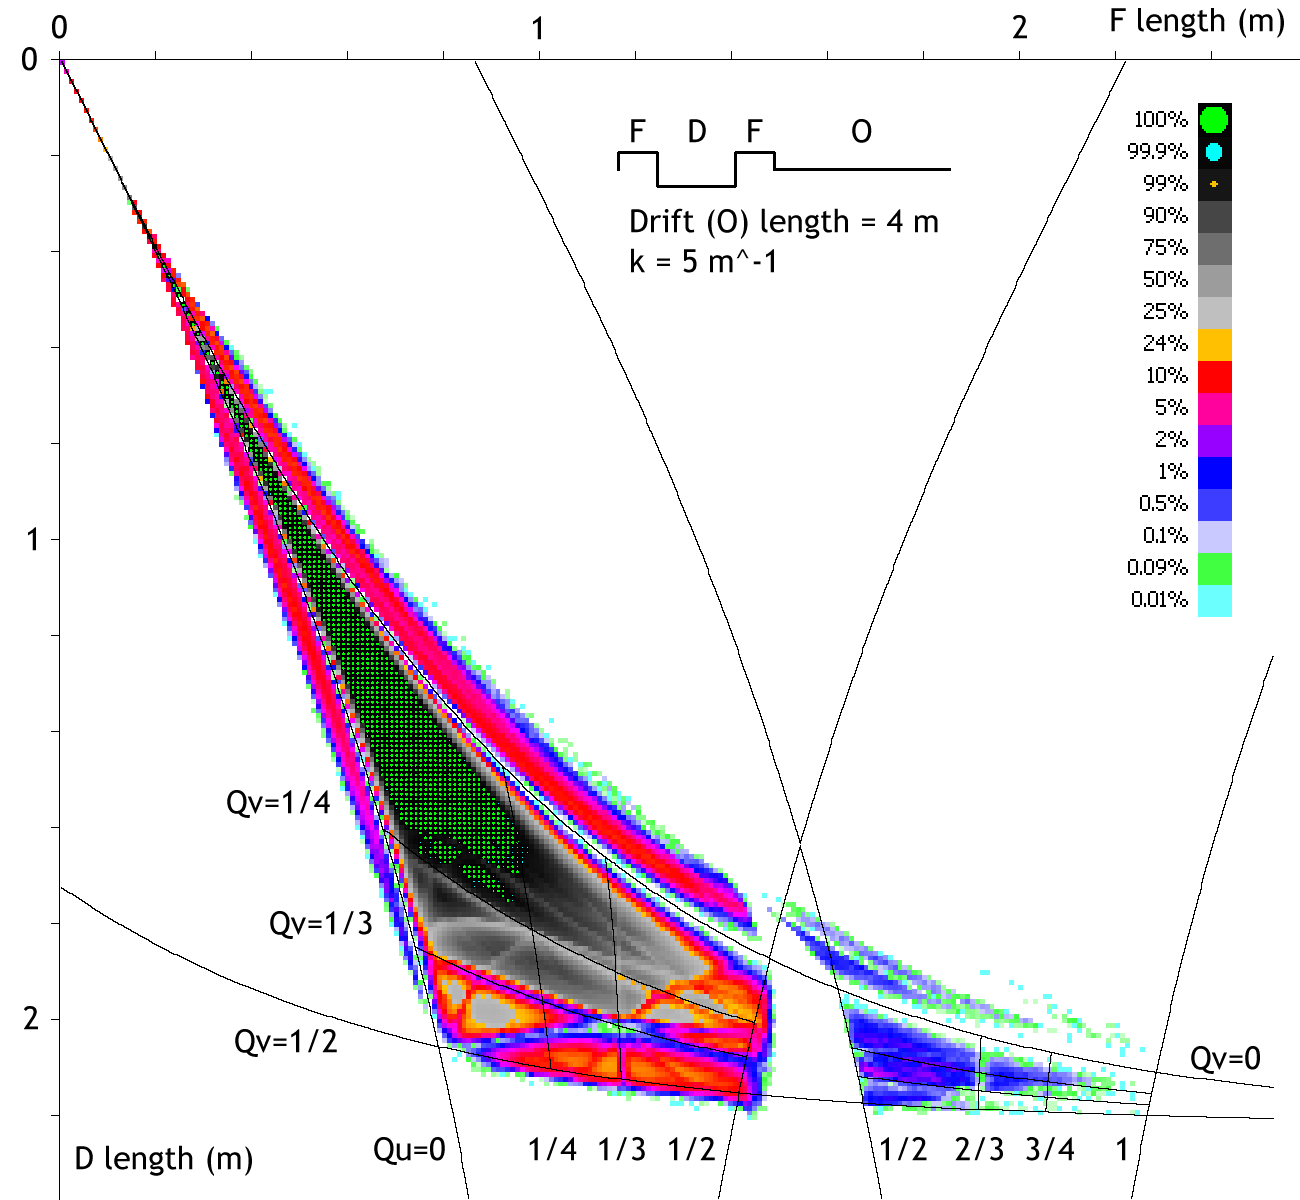 0 1 2 F length (m)
0
F D F O
Drift (O) length = 4 m
k = 5 m^-1
100%
99.9%
99%
90%
75%
50%
25%
24%
10%
5%
2%
1%
0.5%
0.1%
0.09%
0.01%
1
Qv=1/4
Qv=1/3
2
Qv=1/2
Qv=0
D length (m) Qu=0 1/4 1/3 1/2 1/2 2/3 3/4 1